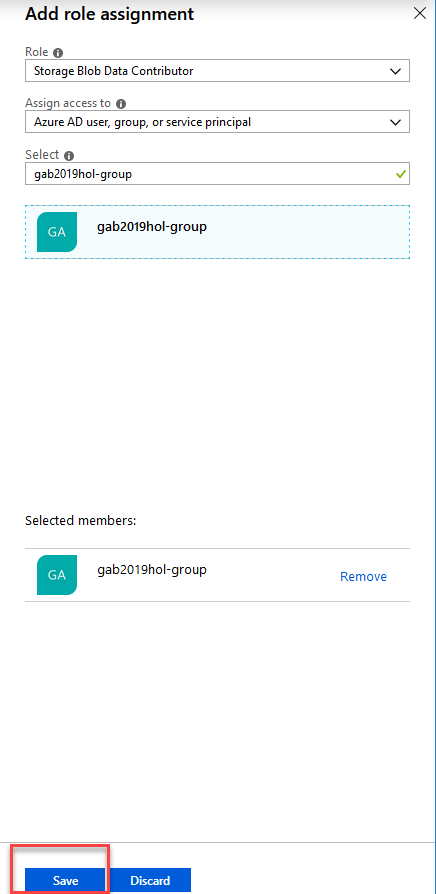 Add role assignment
Role
Storage Blob Data Contributor
Assign access to
Azure AD user, group, or service principal
Select
gab2019hol-group
GA
gab2019hol-group
Selected members:
GA
gab2019hol-group
Remove
Save Discard